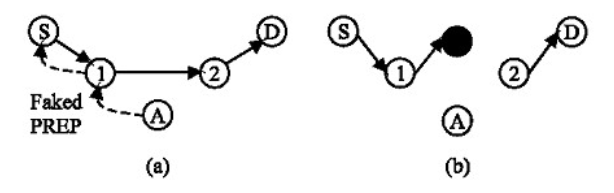 S D S D
1 2 1 2
Faked
PREP
A A
(a) (b)